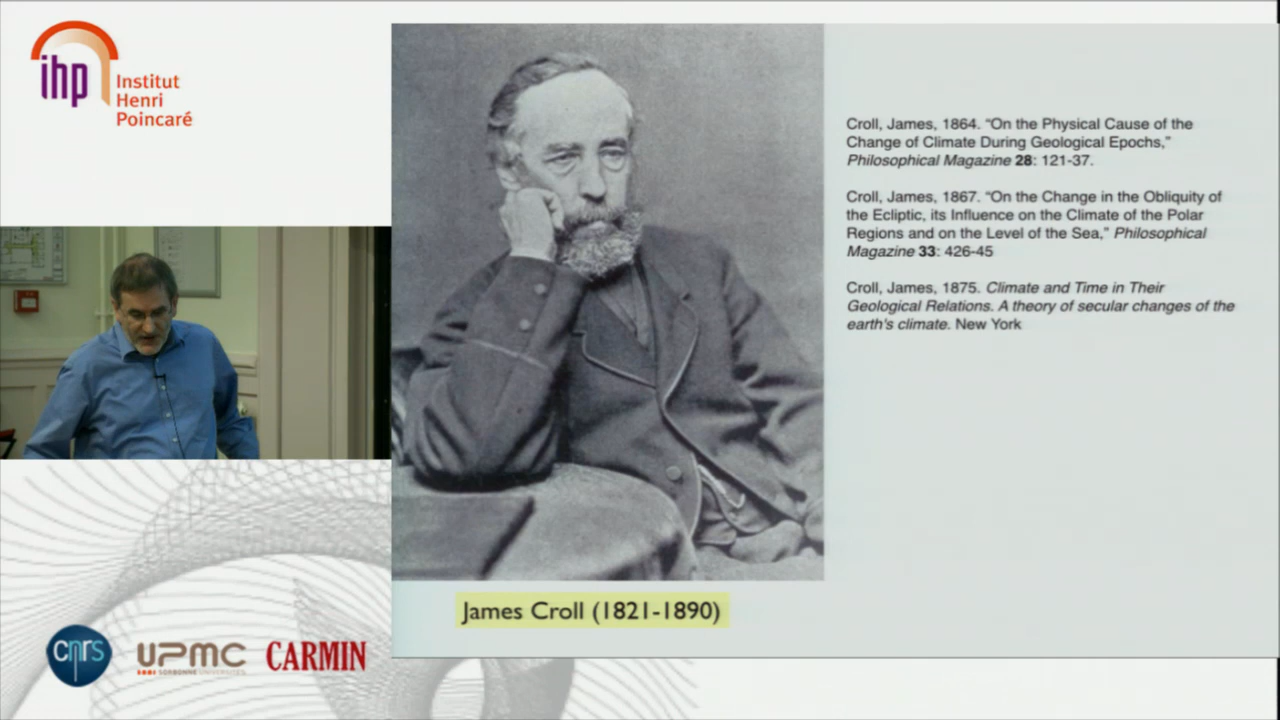 ihp
Institut
Henri
Poincaré
Croll, James, 1864. “On the Physical Cause of the
Change of Climate During Geological Epochs,”
Philosophical Magazine 28: 121-37.
Croll, James, 1867. “On the Change in the Obliquity of
the Ecliptic, its Influence on the Climate of the Polar
Regions and on the Level of the Sea,” Philosophical
Magazine 33: 426-45
Croll, James, 1875. Climate and Time in Their
Geological Relations. A theory of secular changes of the
earth's climate. New York
James Croll (1821-1890)
cnrs
UPMC
SORBONNE UNIVERSITÉS
CARMIN